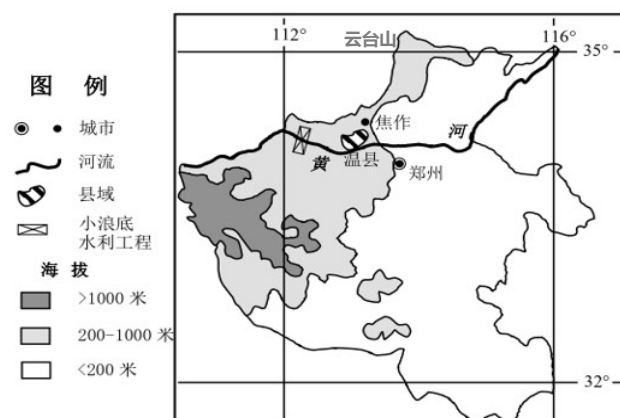 112°
云台山
116°
35°
图 例
城市
河流
县域
小浪底
水利工程
海 拔
>1000 米
200-1000 米
<200 米
焦作
河
黄
温县
郑州
32°